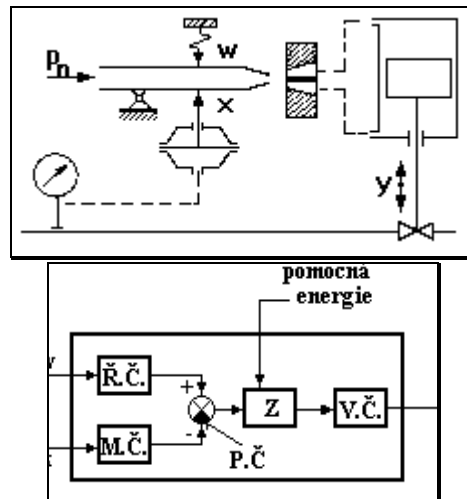 w
pn
x
y
pomocná
energie
Ř.Č.
+
Z
V.Č.
-
M.Č.
P.Č